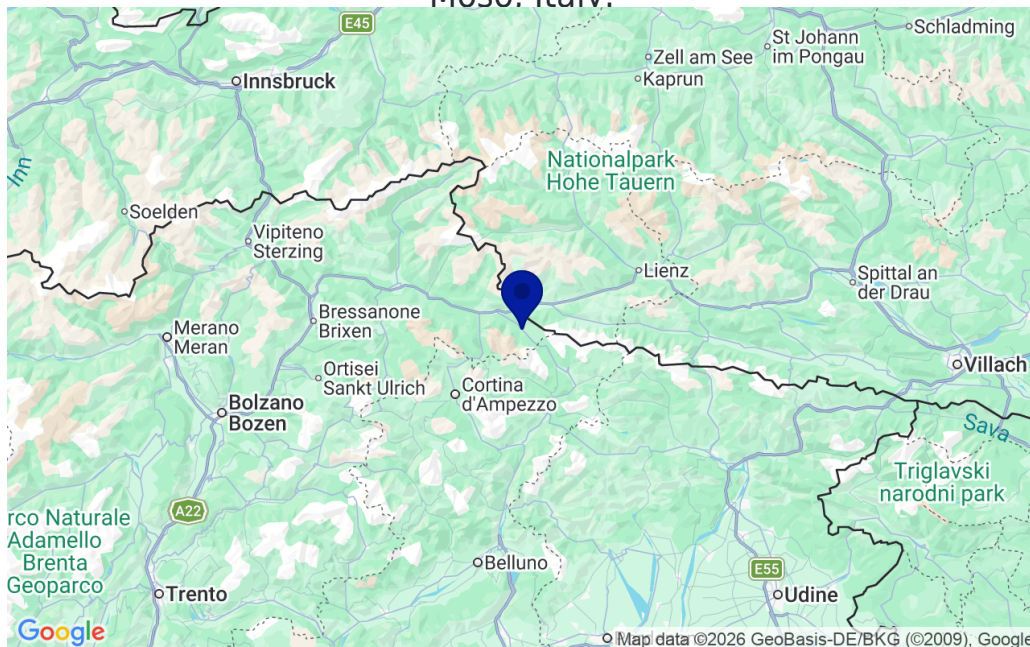 Moso. Italy.
E45
Schladming
St Johann
im Pongau
Zell am See
Kaprun
Innsbruck
Nationalpark
Hohe Tauern
Inn
Soelden
Vipiteno
Sterzing
Lienz
Spittal an
der Drau
Bressanone
Brixen
Merano
Meran
Ortisei
Sankt Ulrich
Cortina
d'Ampezzo
Villach
Bolzano
Bozen
Sava
Triglavski
narodni park
A22
rco Naturale
Adamello
Brenta
Geoparco
Belluno
E55
Trento
Udine
Google
Map data ©2026 GeoBasis-DE/BKG (©2009), Google